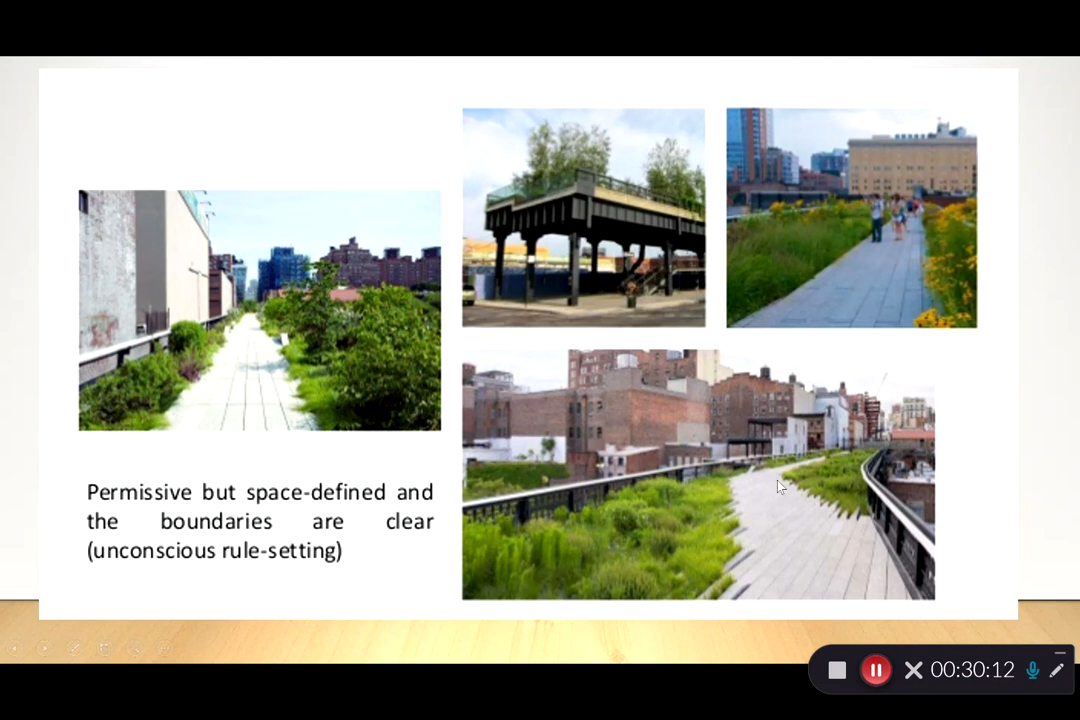 Permissive but space-defined and
the boundaries are clear
(unconscious rule-setting)
00:30:12